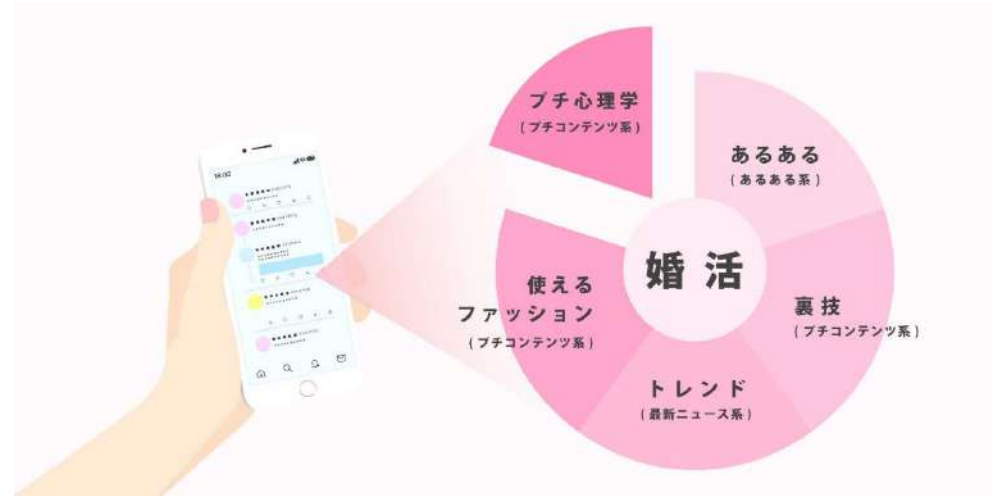 プチ心理学
(プチコンテンツ系)
あるある
(あるある系)
婚活
使える
ファッション
(プチコンテンツ系)
裏技
(プチコンテンツ系)
トレンド
(最新ニュース系)